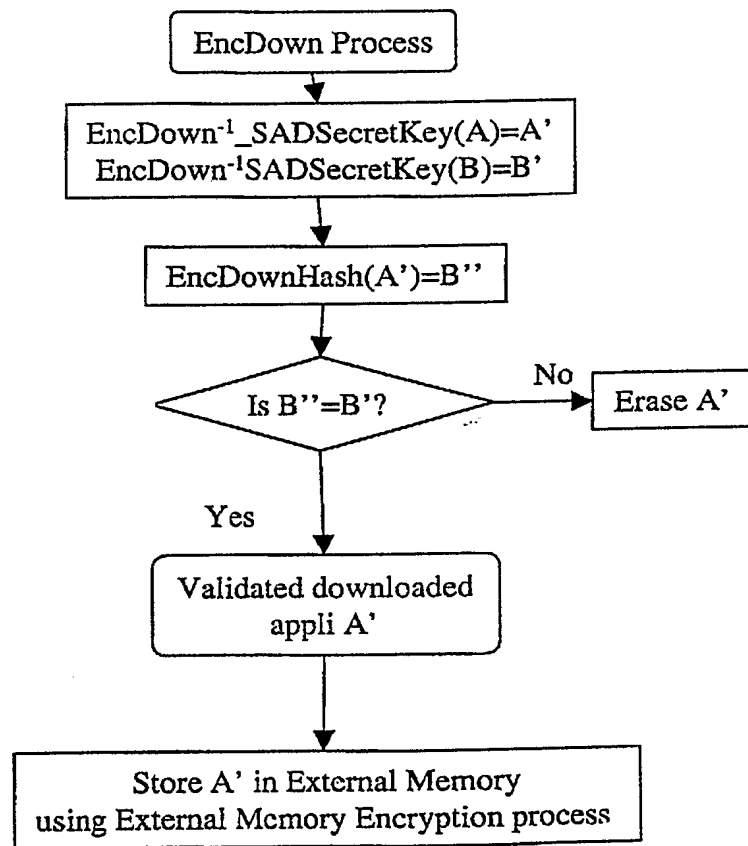 EncDown Process
EncDown⁻¹_SADSecretKey(A)=A’
EncDown⁻¹SADSecretKey(B)=B’
EncDownHash(A’)=B’’
Is B’’=B’?
No
Erase A’
Yes
Validated downloaded
appli A’
Store A’ in External Memory
using External Memory Encryption process